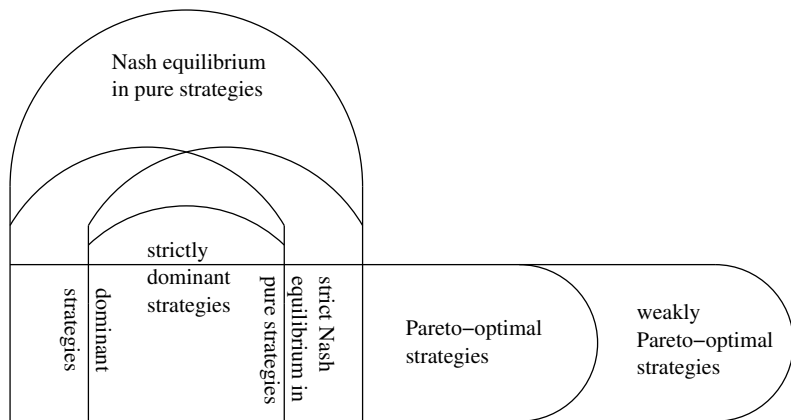 Nash equilibrium
in pure strategies
strictly
dominant
strategies
dominant
strategies
strict Nash
equilibrium in
pure strategies
Pareto−optimal
strategies
weakly
Pareto−optimal
strategies